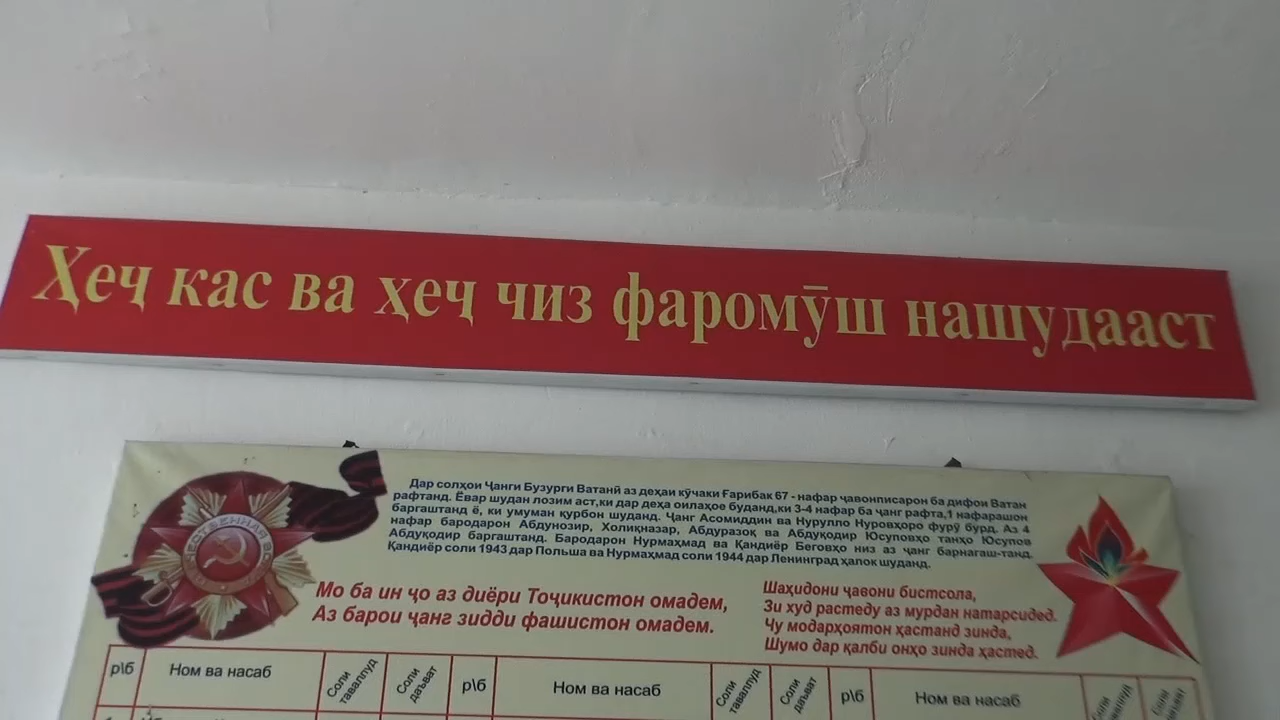 Ҳеҷ кас ва ҳеҷ чиз фаромӯш нашудааст
Дар солҳои Ҷанги Бузурги Ватанӣ аз деҳаи кӯчаки Ғарибак 67 - нафар ҷавонписарон ба дифои Ватан
рафтанд. Ёвар шудан лозим аст,ки дар деҳа оилаҳое буданд,ки 3-4 нафар ба ҷанг рафта,1 нафарашон
баргаштанд ё, ки умуман қурбон шуданд. Ҷанг Асомиддин ва Нурулло Нуровҳоро фурӯ бурд. Аз 4
нафар бародарон Абдунозир, Холиқназар, Абдуразоқ ва Абдуқодир Юсуповҳо танҳо Юсупов
Абдуқодир баргаштанд. Бародарон Нурмаҳмад ва Қандиёр Беговҳо низ аз ҷанг барнагаш-танд.
Қандиёр соли 1943 дар Польша ва Нурмаҳмад соли 1944 дар Ленинград ҳалок шуданд.
Мо ба ин ҷо аз диёри Тоҷикистон омадем,
Аз барои ҷанг зидди фашистон омадем.
Шаҳидони ҷавони бистсола,
Зи худ растеду аз мурдан натарсидед.
Чу модарҳоятон ҳастанд зинда,
Шумо дар қалби онҳо зинда ҳастед.
р\б Ном ва насаб Соли таваллуд Соли даъват р\б Ном ва насаб Соли таваллуд Соли даъват р\б Ном ва насаб